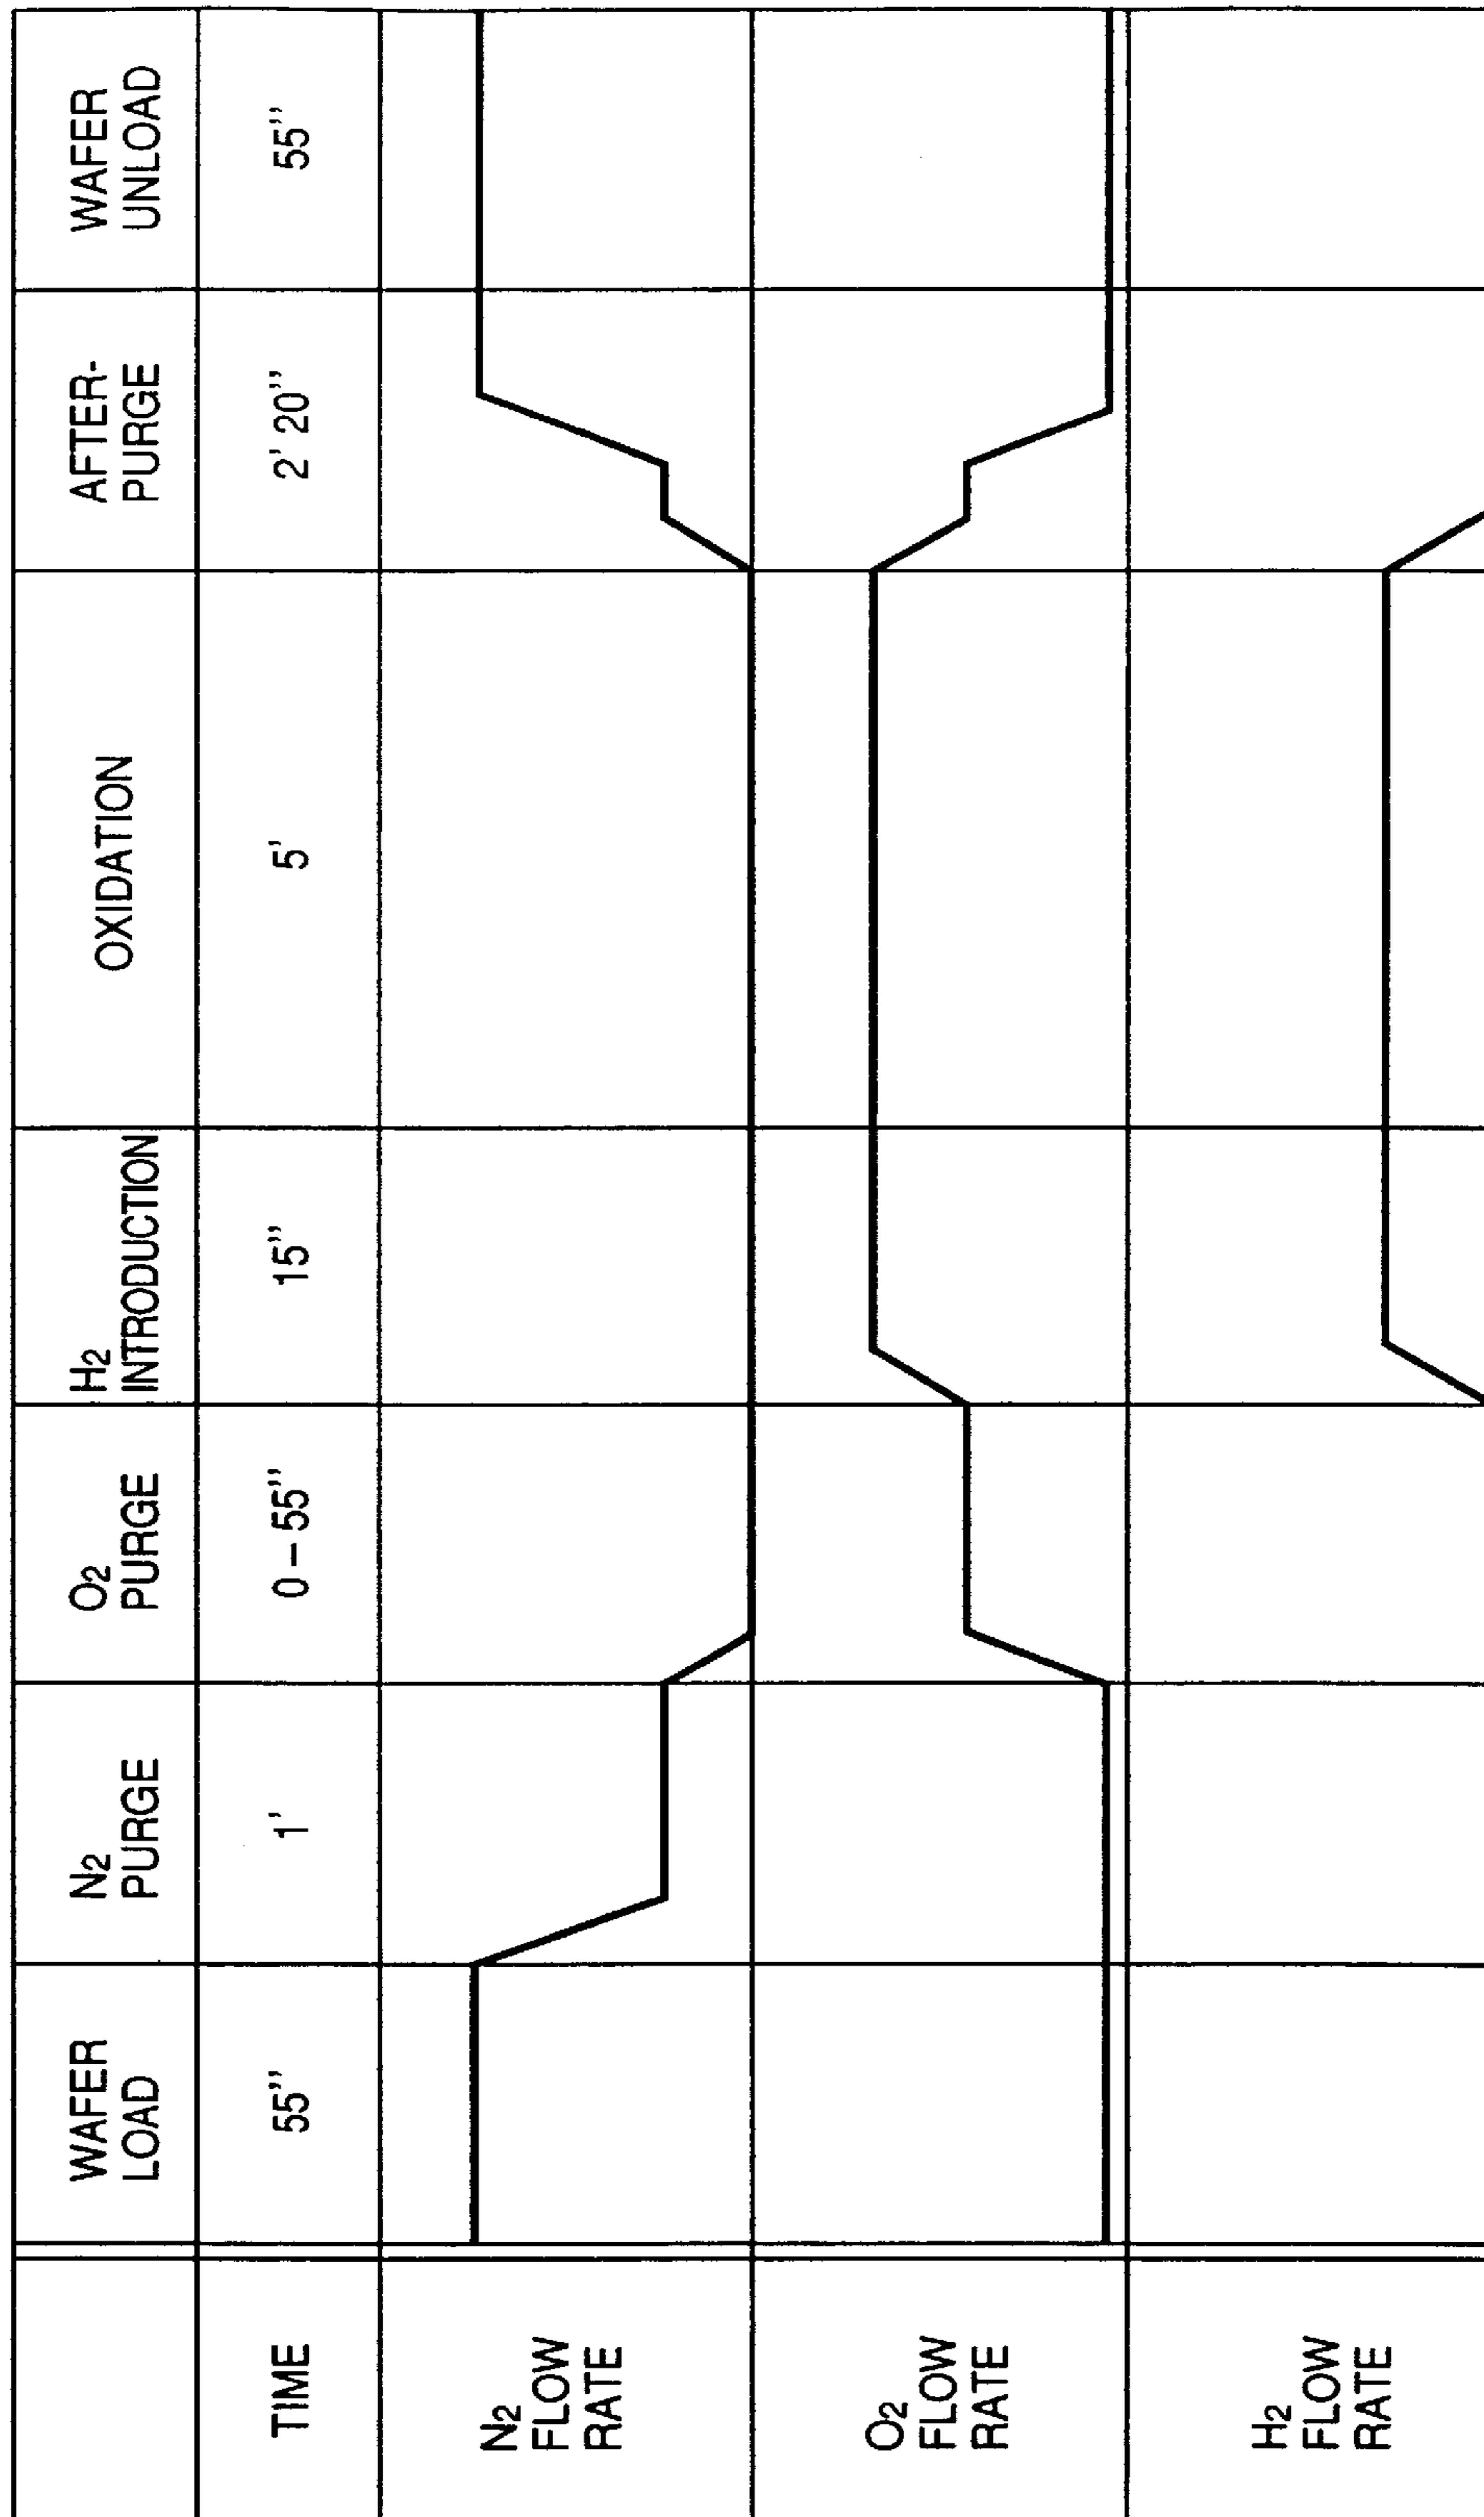 WAFER
LOAD
N2
PURGE
O2
PURGE
H2
INTRODUCTION
OXIDATION
AFTER-
PURGE
WAFER
UNLOAD
TIME
55"
1'
0 – 55"
15"
5'
2' 20"
55"
N2
FLOW
RATE
O2
FLOW
RATE
H2
FLOW
RATE